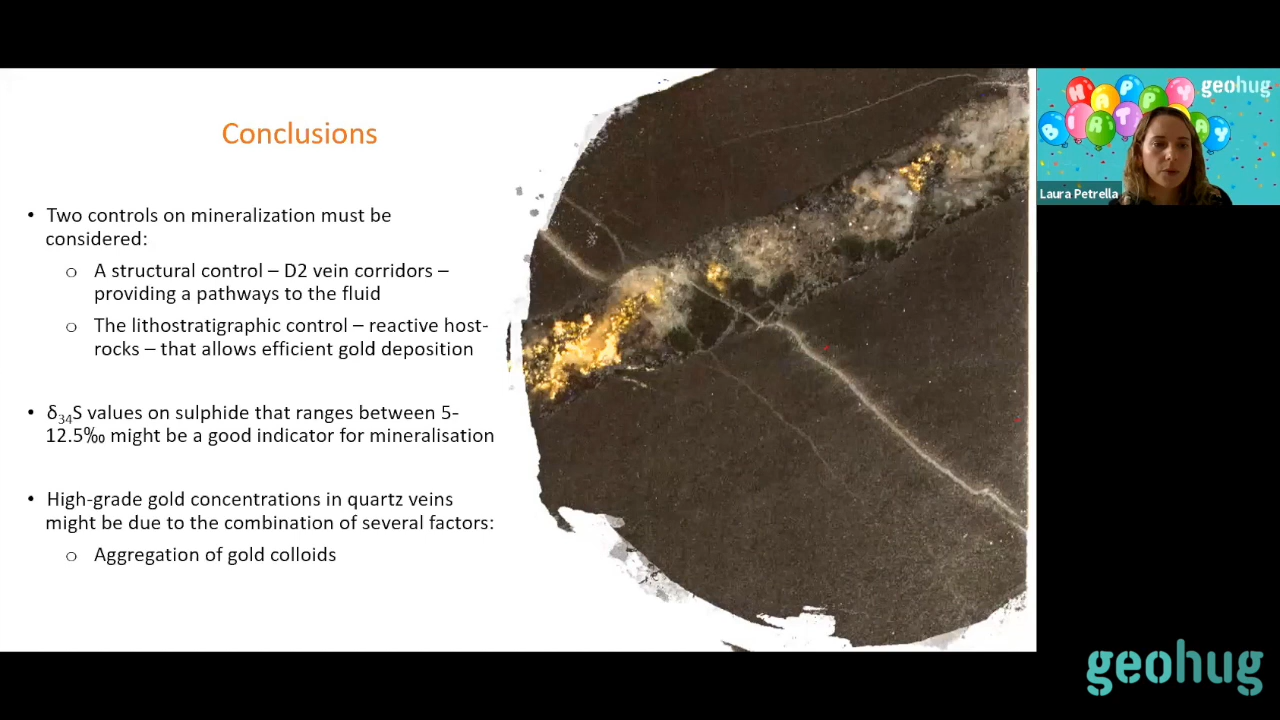 Conclusions
• Two controls on mineralization must be
considered:
o A structural control – D2 vein corridors –
providing a pathways to the fluid
o The lithostratigraphic control – reactive host-
rocks – that allows efficient gold deposition
• δ34S values on sulphide that ranges between 5-
12.5‰ might be a good indicator for mineralisation
• High-grade gold concentrations in quartz veins
might be due to the combination of several factors:
o Aggregation of gold colloids
geohug
HAPPY
BIRTHDAY
Laura Petrella
geohug